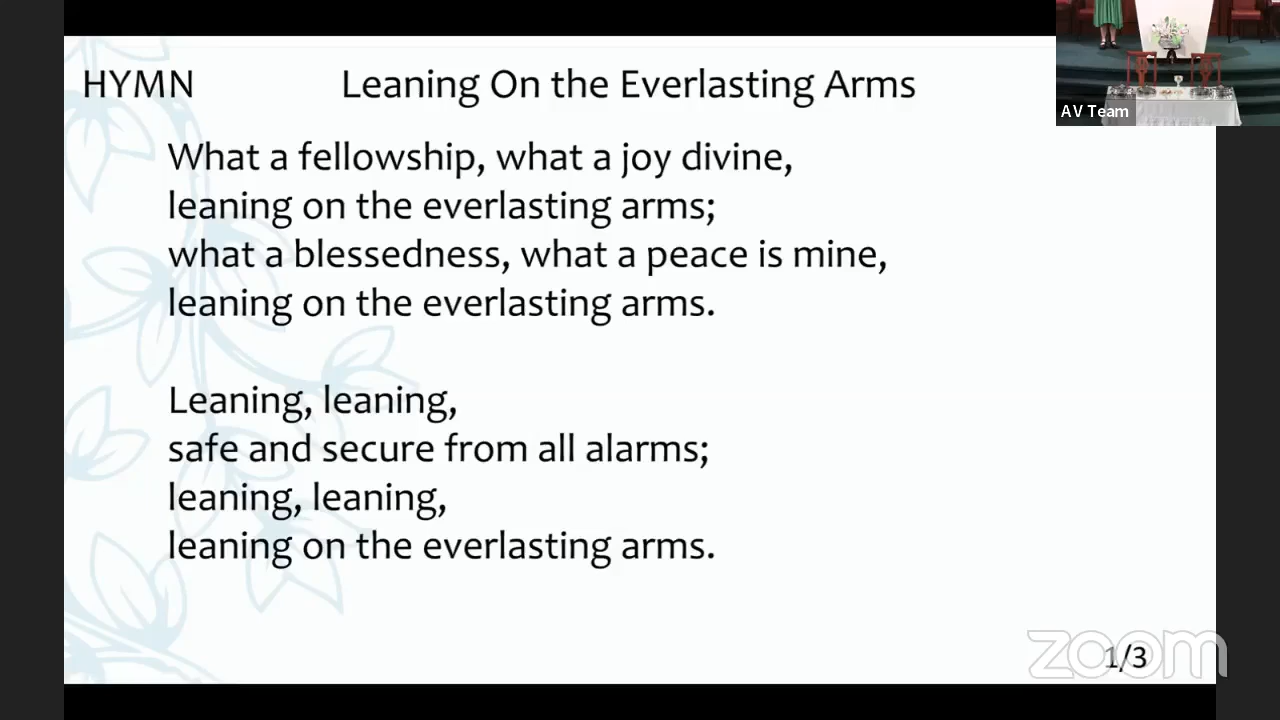 HYMN Leaning On the Everlasting Arms
AV Team
What a fellowship, what a joy divine,
leaning on the everlasting arms;
what a blessedness, what a peace is mine,
leaning on the everlasting arms.
Leaning, leaning,
safe and secure from all alarms;
leaning, leaning,
leaning on the everlasting arms.
zoom
1/3